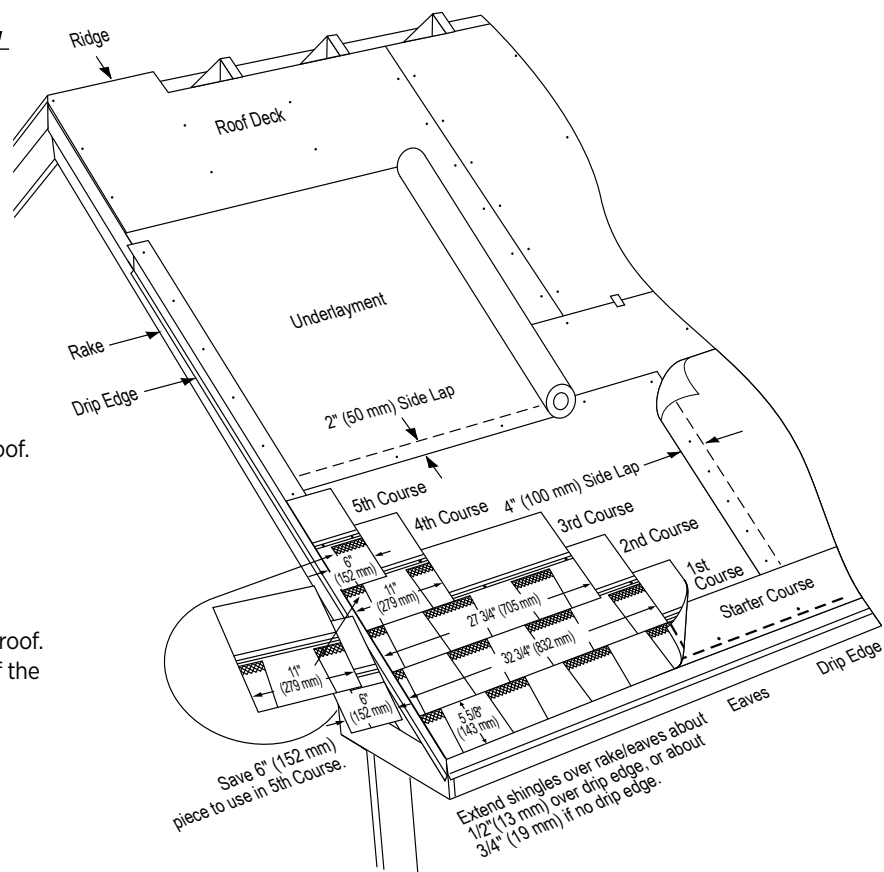 Ridge
Roof Deck
Underlayment
Rake
Drip Edge
2" (50 mm) Side Lap
oof.
5th Course
4th Course
4" (100 mm) Side Lap
3rd Course
2nd Course
1st
Course
Starter Course
6"
(152 mm)
11"
(279 mm)
27 3/4" (705 mm)
32 3/4" (832 mm)
5 5/8"
(143 mm)
roof.
f the
11"
(279 mm)
6"
(152 mm)
Save 6" (152 mm)
piece to use in 5th Course.
Drip Edge
Eaves
Extend shingles over rake/eaves about
1/2"(13 mm) over drip edge, or about
3/4" (19 mm) if no drip edge.